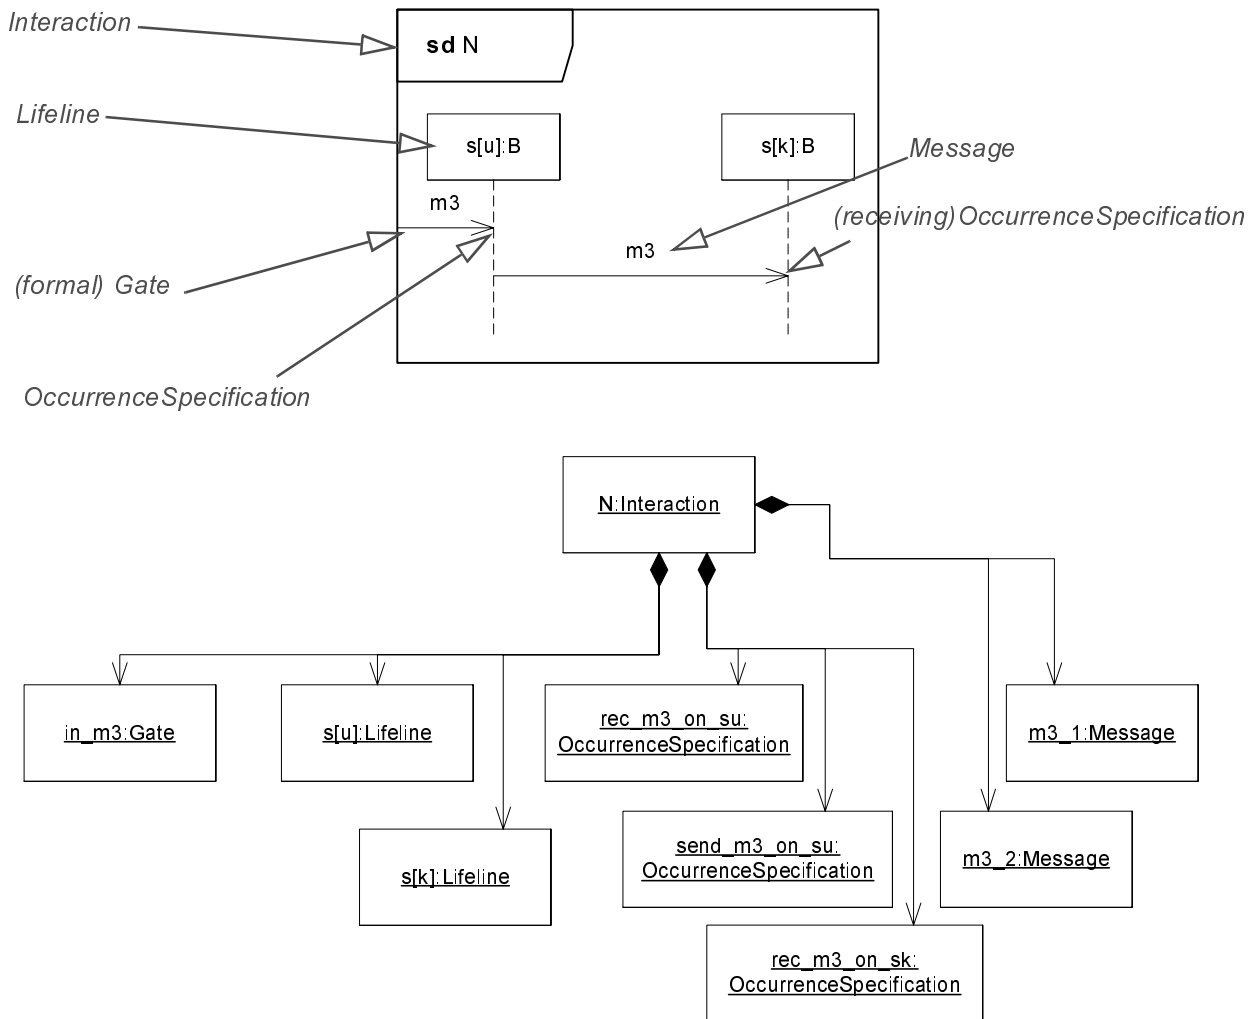 Interaction
sd N
Lifeline
s[u]:B
s[k]:B
Message
m3
(receiving)OccurrenceSpecification
m3
(formal) Gate
OccurrenceSpecification
N:Interaction
in_m3:Gate
s[u]:Lifeline
rec_m3_on_su:
OccurrenceSpecification
m3_1:Message
send_m3_on_su:
OccurrenceSpecification
m3_2:Message
s[k]:Lifeline
rec_m3_on_sk:
OccurrenceSpecification